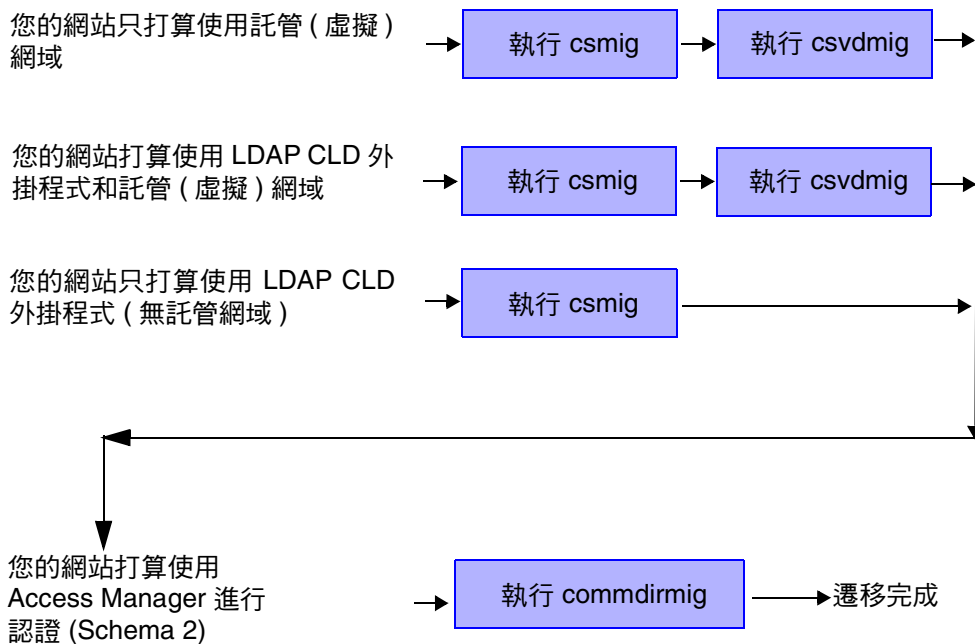 您的網站只打算使用託管 ( 虛擬 )
網域
執行 csmig
執行 csvdmig
您的網站打算使用 LDAP CLD 外
掛程式和託管 ( 虛擬 ) 網域
執行 csmig
執行 csvdmig
您的網站只打算使用 LDAP CLD
外掛程式 ( 無託管網域 )
執行 csmig
您的網站打算使用
Access Manager 進行
認證 (Schema 2)
執行 commdirmig
遷移完成